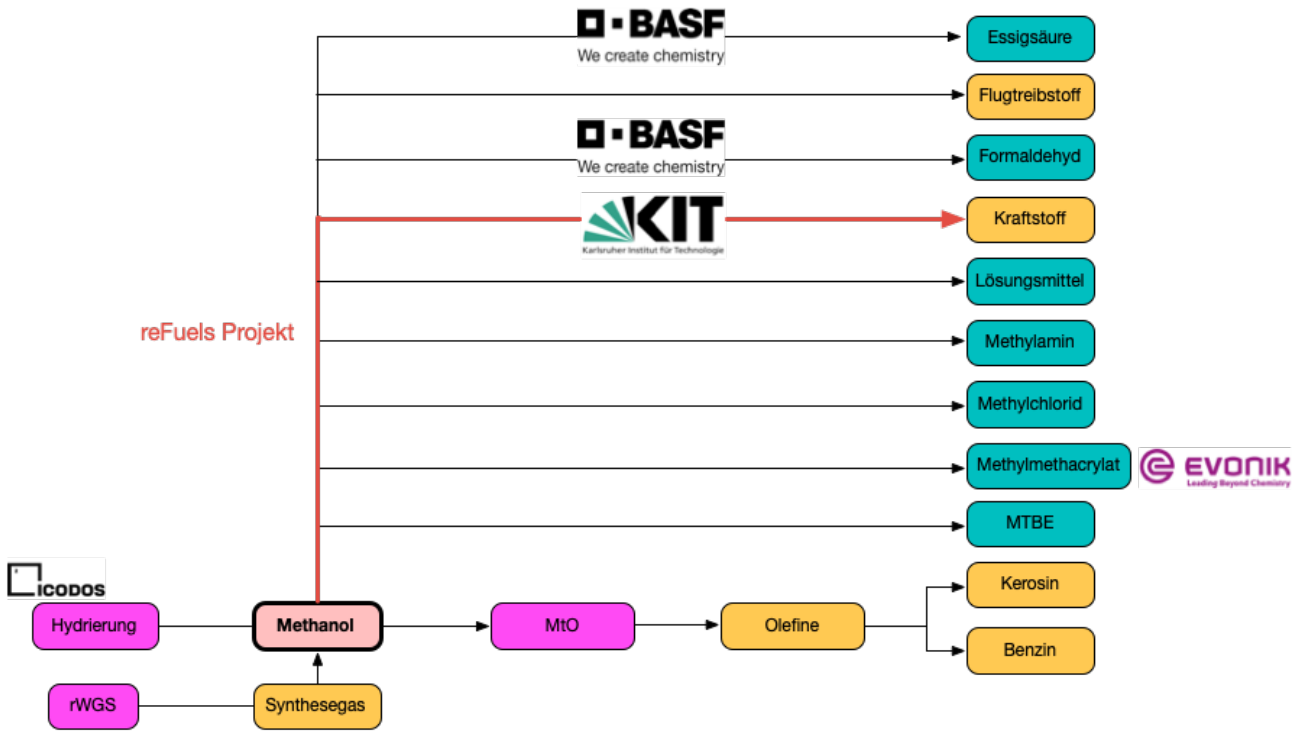 BASF
We create chemistry
Essigsäure
Flugtreibstoff
BASF
We create chemistry
Formaldehyd
KIT
Karlsruher Institut für Technologie
Kraftstoff
Lösungsmittel
reFuels Projekt
Methylamin
Methylchlorid
Methylmethacrylat
EVONIK
Leading Beyond Chemistry
MTBE
ICODOS
Kerosin
Hydrierung
Methanol
MtO
Olefine
Benzin
rWGS
Synthesegas